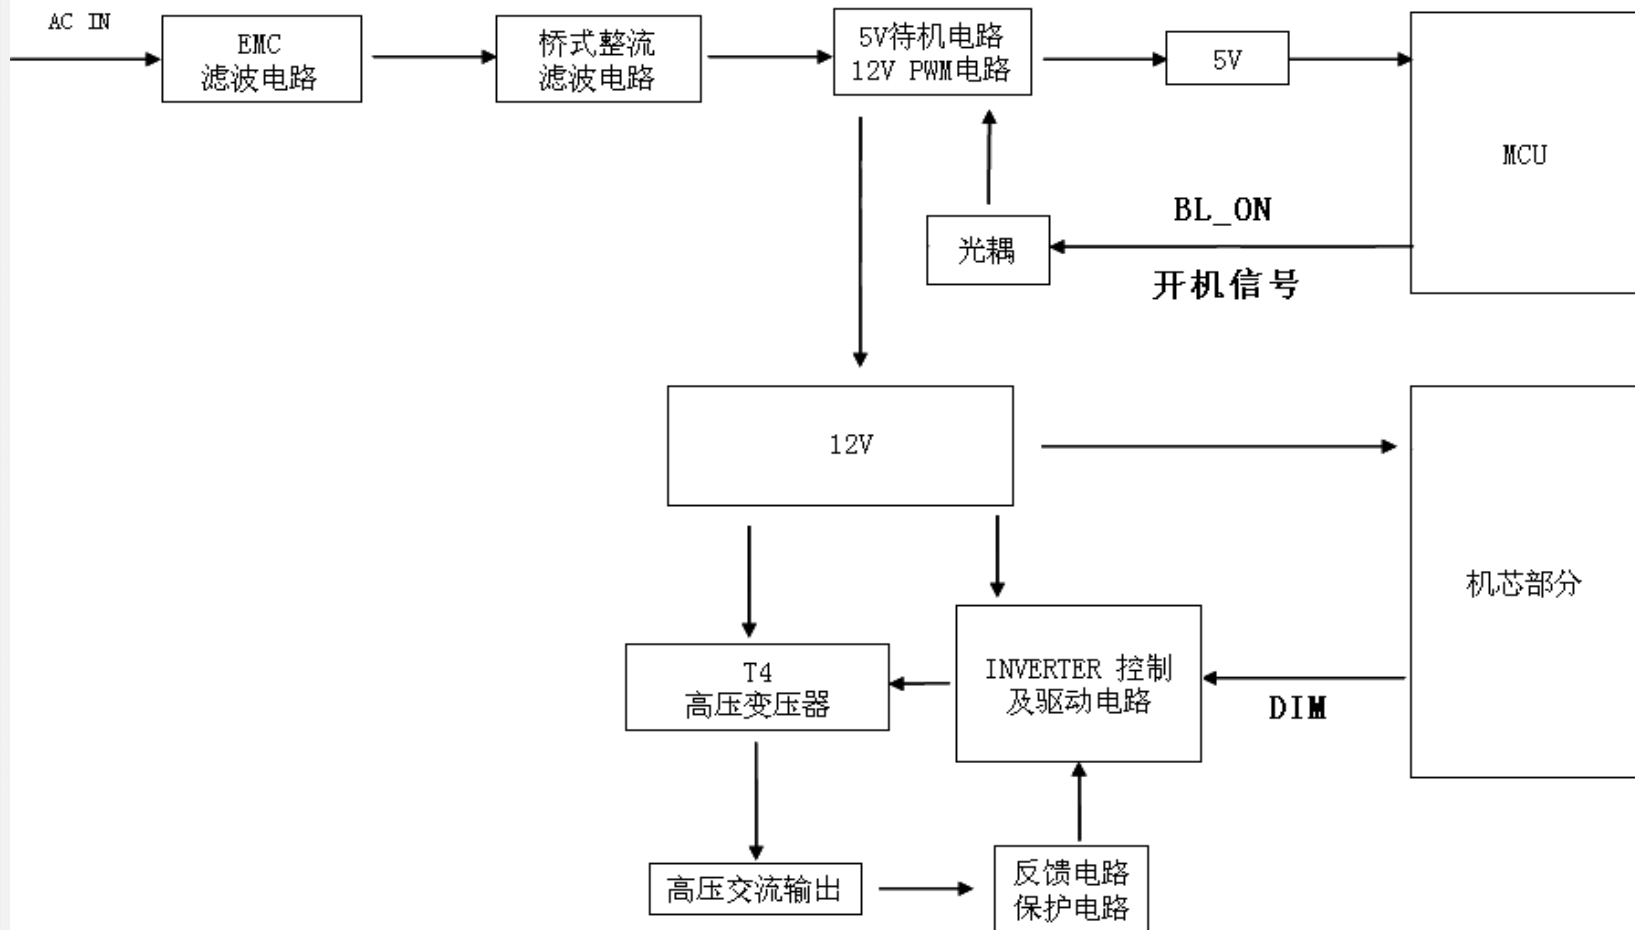 AC IN
EMC
滤波电路
桥式整流
滤波电路
5V待机电路
12V PWM电路
5V
MCU
BL_ON
光耦
开机信号
12V
机芯部分
T4
高压变压器
INVERTER 控制
及驱动电路
DIM
高压交流输出
反馈电路
保护电路